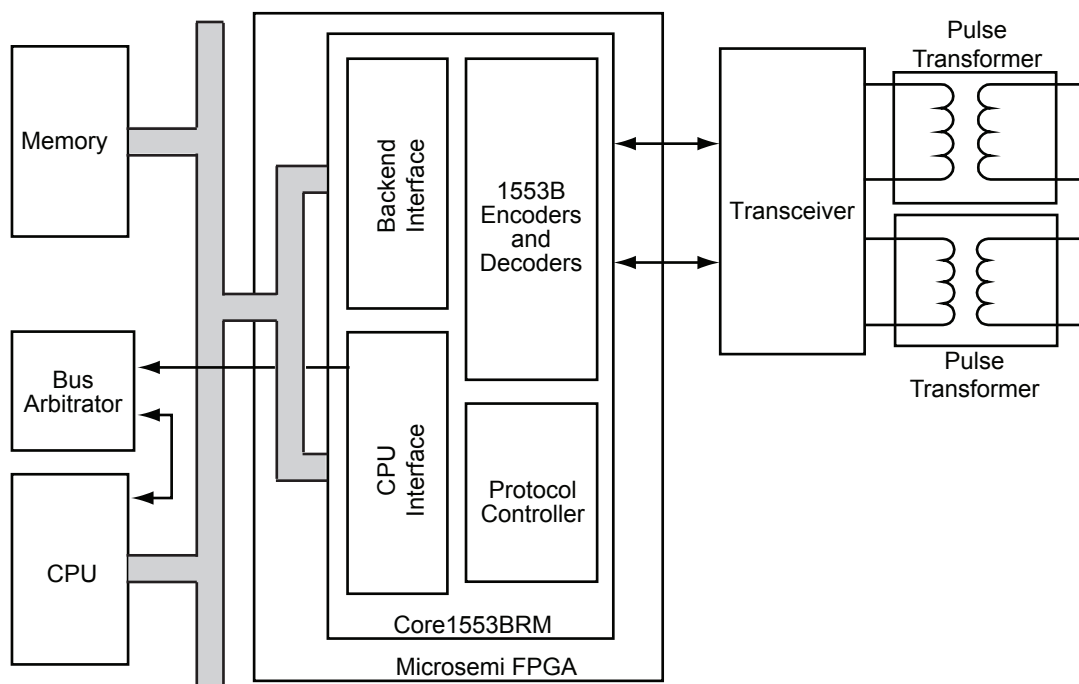 Memory
Bus
Arbitrator
CPU
Backend
Interface
CPU
Interface
1553B
Encoders
and
Decoders
Protocol
Controller
Core1553BRM
Microsemi FPGA
Transceiver
Pulse
Transformer
Pulse
Transformer